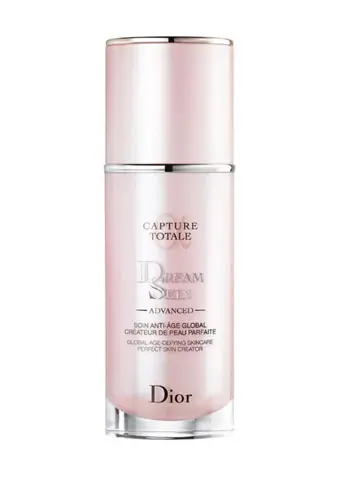 CAPTURE
TOTALE
DREAM
SKIN
ADVANCED
SOIN ANTI-ÂGE GLOBAL
CRÉATEUR DE PEAU PARFAITE
GLOBAL AGE-DEFYING SKINCARE
PERFECT SKIN CREATOR
Dior